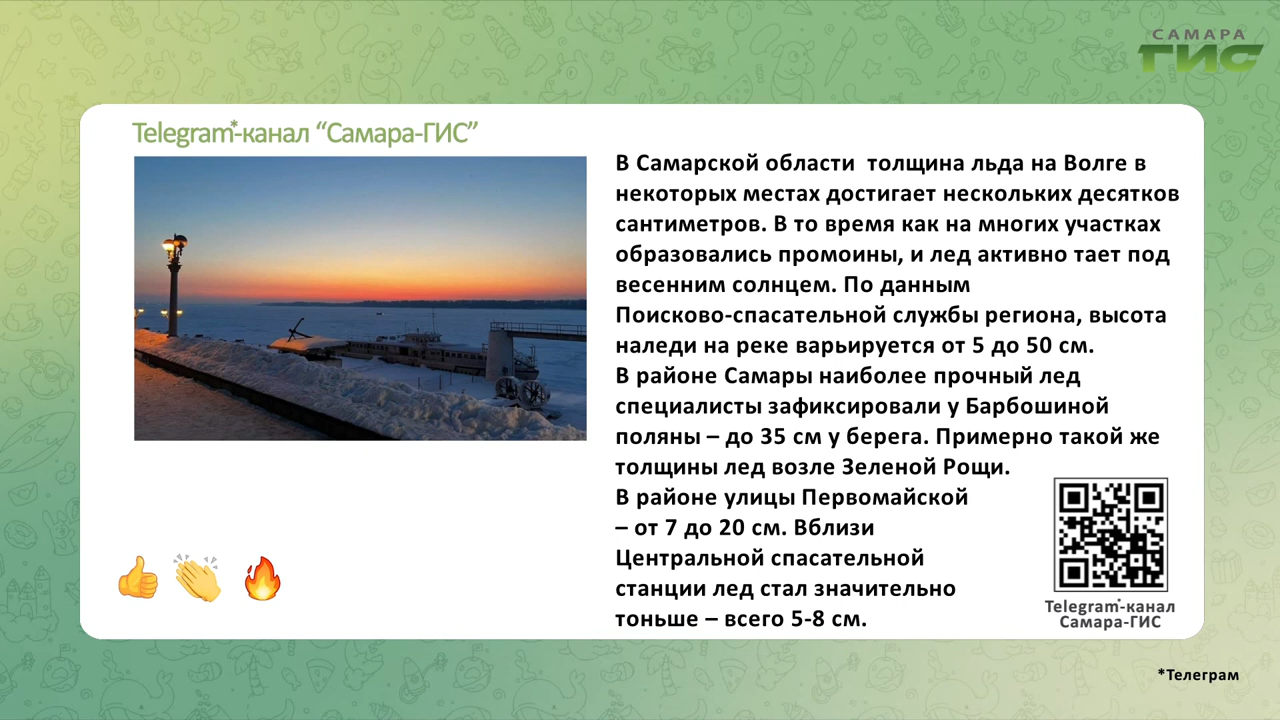 САМАРА
ГИС
Telegram*-канал “Самара-ГИС”
В Самарской области толщина льда на Волге в
некоторых местах достигает нескольких десятков
сантиметров. В то время как на многих участках
образовались промоины, и лед активно тает под
весенним солнцем. По данным
Поисково-спасательной службы региона, высота
наледи на реке варьируется от 5 до 50 см.
В районе Самары наиболее прочный лед
специалисты зафиксировали у Барбошиной
поляны – до 35 см у берега. Примерно такой же
толщины лед возле Зеленой Рощи.
В районе улицы Первомайской
– от 7 до 20 см. Вблизи
Центральной спасательной
станции лед стал значительно
тоньше – всего 5-8 см.
Telegram*-канал
Самара-ГИС
*Телеграм